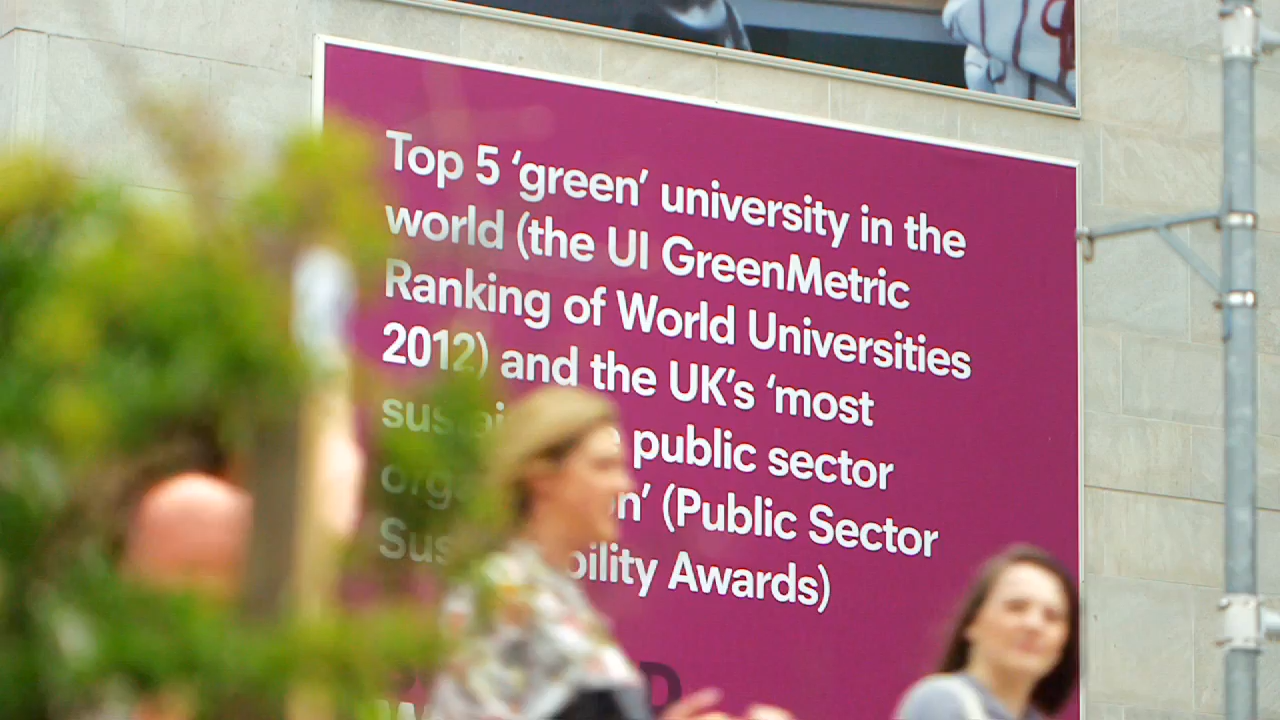 Top 5 ‘green’ university in the
world (the UI GreenMetric
Ranking of World Universities
2012) and the UK’s ‘most
public sector
(Public Sector
Awards)